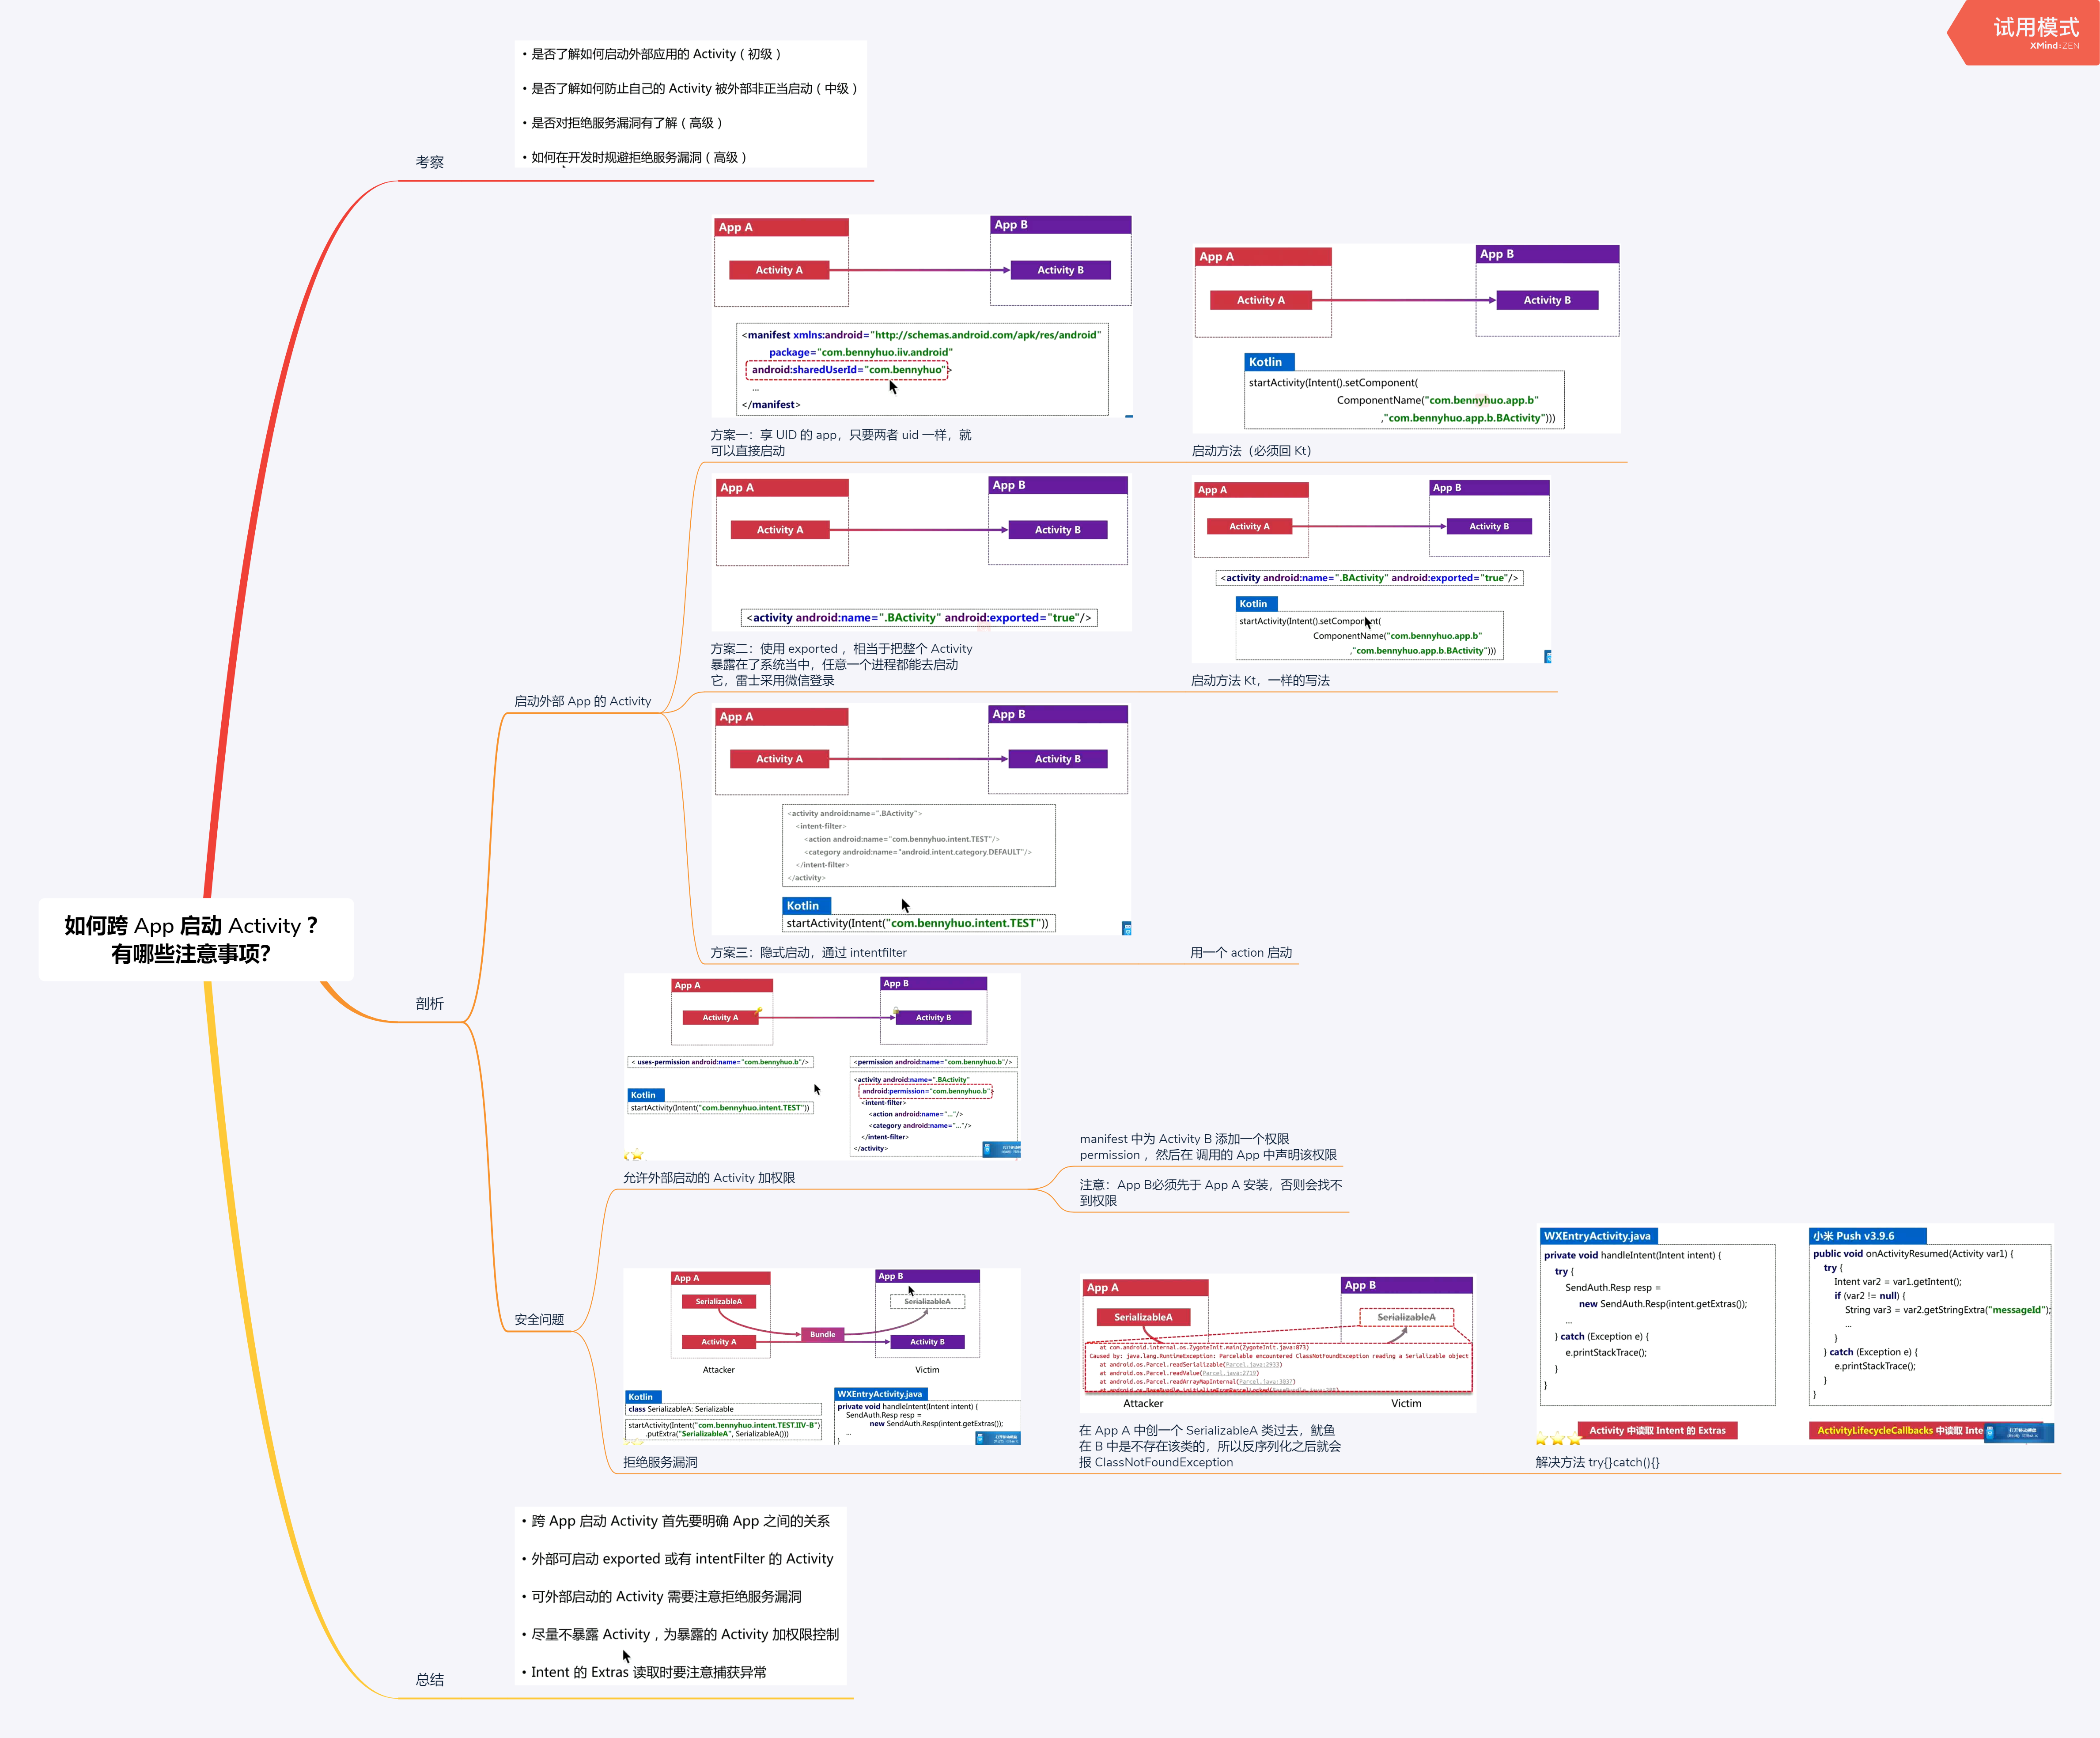 试用模式
XMind:ZEN
• 是否了解如何启动外部应用的 Activity（初级）
• 是否了解如何防止自己的 Activity 被外部非正当启动（中级）
• 是否对拒绝服务漏洞有了解（高级）
• 如何在开发时规避拒绝服务漏洞（高级）
考察
App A
App B
Activity A
Activity B
<manifest xmlns:android="http://schemas.android.com/apk/res/android"
package="com.bennyhuo.iiv.android"
android:sharedUserId="com.bennyhuo">
...
</manifest>
方案一：享 UID 的 app，只要两者 uid 一样，就
可以直接启动
App A
App B
Activity A
Activity B
Kotlin
startActivity(Intent().setComponent(
ComponentName("com.bennyhuo.app.b"
,"com.bennyhuo.app.b.BActivity")))
启动方法（必须回 Kt）
App A
App B
Activity A
Activity B
<activity android:name=".BActivity" android:exported="true"/>
方案二：使用 exported ，相当于把整个 Activity
暴露在了系统当中，任意一个进程都能去启动
它，雷士采用微信登录
App A
App B
Activity A
Activity B
<activity android:name=".BActivity" android:exported="true"/>
Kotlin
startActivity(Intent().setComponent(
ComponentName("com.bennyhuo.app.b"
,"com.bennyhuo.app.b.BActivity")))
启动方法 Kt，一样的写法
启动外部 App 的 Activity
App A
App B
Activity A
Activity B
<activity android:name=".BActivity">
<intent-filter>
<action android:name="com.bennyhuo.intent.TEST"/>
<category android:name="android.intent.category.DEFAULT"/>
</intent-filter>
</activity>
Kotlin
startActivity(Intent("com.bennyhuo.intent.TEST"))
方案三：隐式启动，通过 intentfilter
用一个 action 启动
如何跨 App 启动 Activity？
有哪些注意事项？
剖析
App A
App B
Activity A
Activity B
< uses-permission android:name="com.bennyhuo.b"/>
<permission android:name="com.bennyhuo.b"/>
Kotlin
startActivity(Intent("com.bennyhuo.intent.TEST"))
<activity android:name=".BActivity"
android:permission="com.bennyhuo.b">
<intent-filter>
<action android:name="..."/>
<category android:name="..."/>
</intent-filter>
</activity>
允许外部启动的 Activity 加权限
manifest 中为 Activity B 添加一个权限
permission ，然后在 调用的 App 中声明该权限
注意：App B必须先于 App A 安装，否则会找不
到权限
安全问题
App A
App B
SerializableA
SerializableA
Bundle
Activity A
Activity B
Attacker
Victim
Kotlin
class SerializableA: Serializable
startActivity(Intent("com.bennyhuo.intent.TEST.IIV-B")
.putExtra("SerializableA", SerializableA()))
WXEntryActivity.java
private void handleIntent(Intent intent) {
SendAuth.Resp resp =
new SendAuth.Resp(intent.getExtras());
...
}
拒绝服务漏洞
App A
App B
SerializableA
SerializableA
at com.android.internal.os.ZygoteInit.main(ZygoteInit.java:873)
Caused by: java.lang.RuntimeException: Parcelable encountered ClassNotFoundException reading a Serializable object
at android.os.Parcel.readSerializable(Parcel.java:2933)
at android.os.Parcel.readValue(Parcel.java:2719)
at android.os.Parcel.readArrayMapInternal(Parcel.java:3037)
Attacker
Victim
在 App A 中创一个 SerializableA 类过去，鱿鱼
在 B 中是不存在该类的，所以反序列化之后就会
报 ClassNotFoundException
WXEntryActivity.java
private void handleIntent(Intent intent) {
try {
SendAuth.Resp resp =
new SendAuth.Resp(intent.getExtras());
...
} catch (Exception e) {
e.printStackTrace();
}
}
Activity 中读取 Intent 的 Extras
小米 Push v3.9.6
public void onActivityResumed(Activity var1) {
try {
Intent var2 = var1.getIntent();
if (var2 != null) {
String var3 = var2.getStringExtra("messageId");
...
}
} catch (Exception e) {
e.printStackTrace();
}
}
ActivityLifecycleCallbacks 中读取 Inte
解决方法 try{}catch(){}
• 跨 App 启动 Activity 首先要明确 App 之间的关系
• 外部可启动 exported 或有 intentFilter 的 Activity
• 可外部启动的 Activity 需要注意拒绝服务漏洞
• 尽量不暴露 Activity，为暴露的 Activity 加权限控制
• Intent 的 Extras 读取时要注意捕获异常
总结